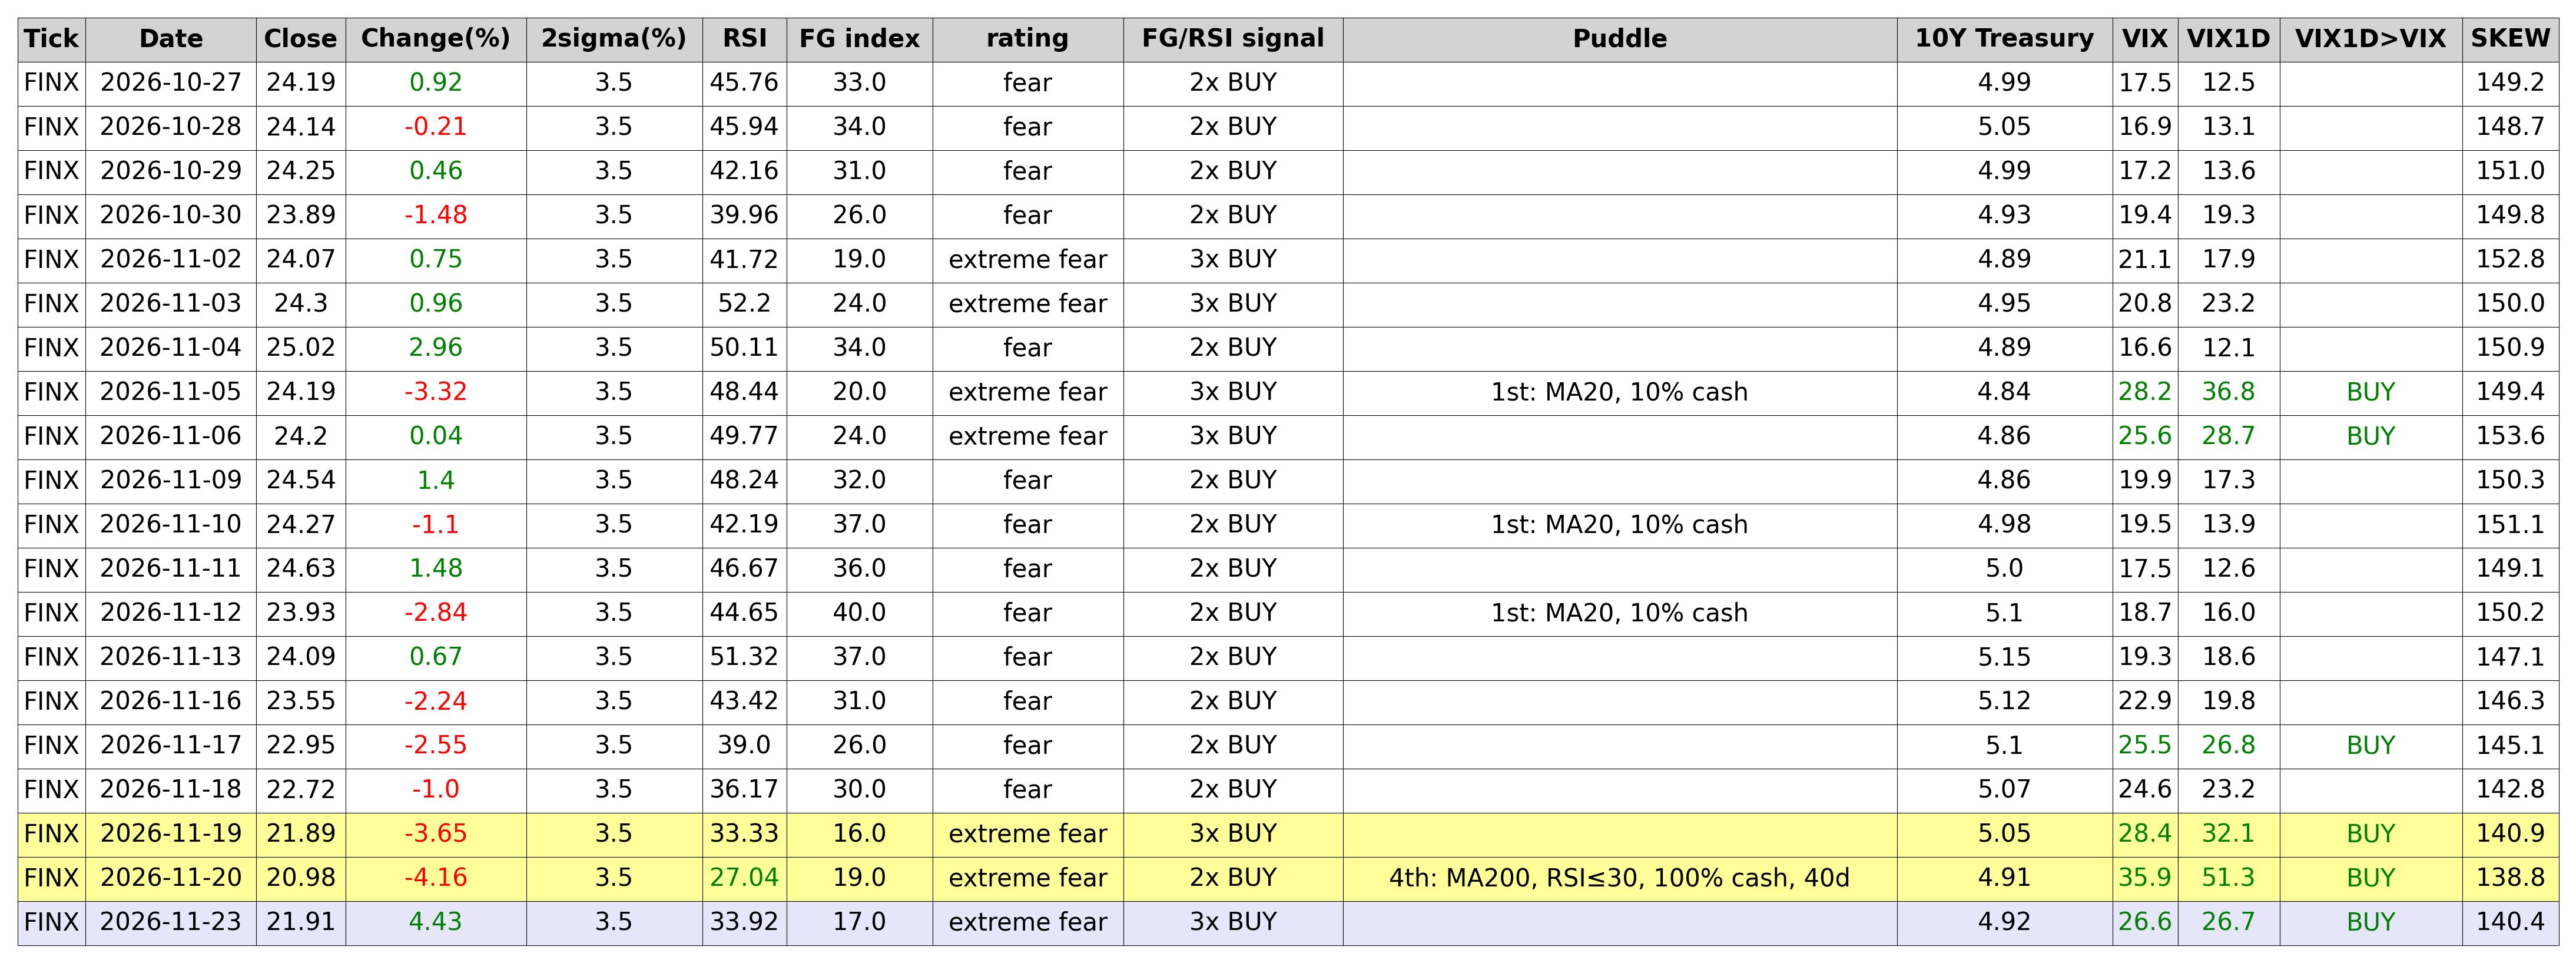 Tick Date Close Change(%) 2sigma(%) RSI FG index rating FG/RSI signal Puddle 10Y Treasury VIX VIX1D VIX1D>VIX SKEW
FINX 2026-10-27 24.19 0.92 3.5 45.76 33.0 fear 2x BUY 4.99 17.5 12.5 149.2
FINX 2026-10-28 24.14 -0.21 3.5 45.94 34.0 fear 2x BUY 5.05 16.9 13.1 148.7
FINX 2026-10-29 24.25 0.46 3.5 42.16 31.0 fear 2x BUY 4.99 17.2 13.6 151.0
FINX 2026-10-30 23.89 -1.48 3.5 39.96 26.0 fear 2x BUY 4.93 19.4 19.3 149.8
FINX 2026-11-02 24.07 0.75 3.5 41.72 19.0 extreme fear 3x BUY 4.89 21.1 17.9 152.8
FINX 2026-11-03 24.3 0.96 3.5 52.2 24.0 extreme fear 3x BUY 4.95 20.8 23.2 150.0
FINX 2026-11-04 25.02 2.96 3.5 50.11 34.0 fear 2x BUY 4.89 16.6 12.1 150.9
FINX 2026-11-05 24.19 -3.32 3.5 48.44 20.0 extreme fear 3x BUY 1st: MA20, 10% cash 4.84 28.2 36.8 BUY 149.4
FINX 2026-11-06 24.2 0.04 3.5 49.77 24.0 extreme fear 3x BUY 4.86 25.6 28.7 BUY 153.6
FINX 2026-11-09 24.54 1.4 3.5 48.24 32.0 fear 2x BUY 4.86 19.9 17.3 150.3
FINX 2026-11-10 24.27 -1.1 3.5 42.19 37.0 fear 2x BUY 1st: MA20, 10% cash 4.98 19.5 13.9 151.1
FINX 2026-11-11 24.63 1.48 3.5 46.67 36.0 fear 2x BUY 5.0 17.5 12.6 149.1
FINX 2026-11-12 23.93 -2.84 3.5 44.65 40.0 fear 2x BUY 1st: MA20, 10% cash 5.1 18.7 16.0 150.2
FINX 2026-11-13 24.09 0.67 3.5 51.32 37.0 fear 2x BUY 5.15 19.3 18.6 147.1
FINX 2026-11-16 23.55 -2.24 3.5 43.42 31.0 fear 2x BUY 5.12 22.9 19.8 146.3
FINX 2026-11-17 22.95 -2.55 3.5 39.0 26.0 fear 2x BUY 5.1 25.5 26.8 BUY 145.1
FINX 2026-11-18 22.72 -1.0 3.5 36.17 30.0 fear 2x BUY 5.07 24.6 23.2 142.8
FINX 2026-11-19 21.89 -3.65 3.5 33.33 16.0 extreme fear 3x BUY 5.05 28.4 32.1 BUY 140.9
FINX 2026-11-20 20.98 -4.16 3.5 27.04 19.0 extreme fear 2x BUY 4th: MA200, RSI≤30, 100% cash, 40d 4.91 35.9 51.3 BUY 138.8
FINX 2026-11-23 21.91 4.43 3.5 33.92 17.0 extreme fear 3x BUY 4.92 26.6 26.7 BUY 140.4